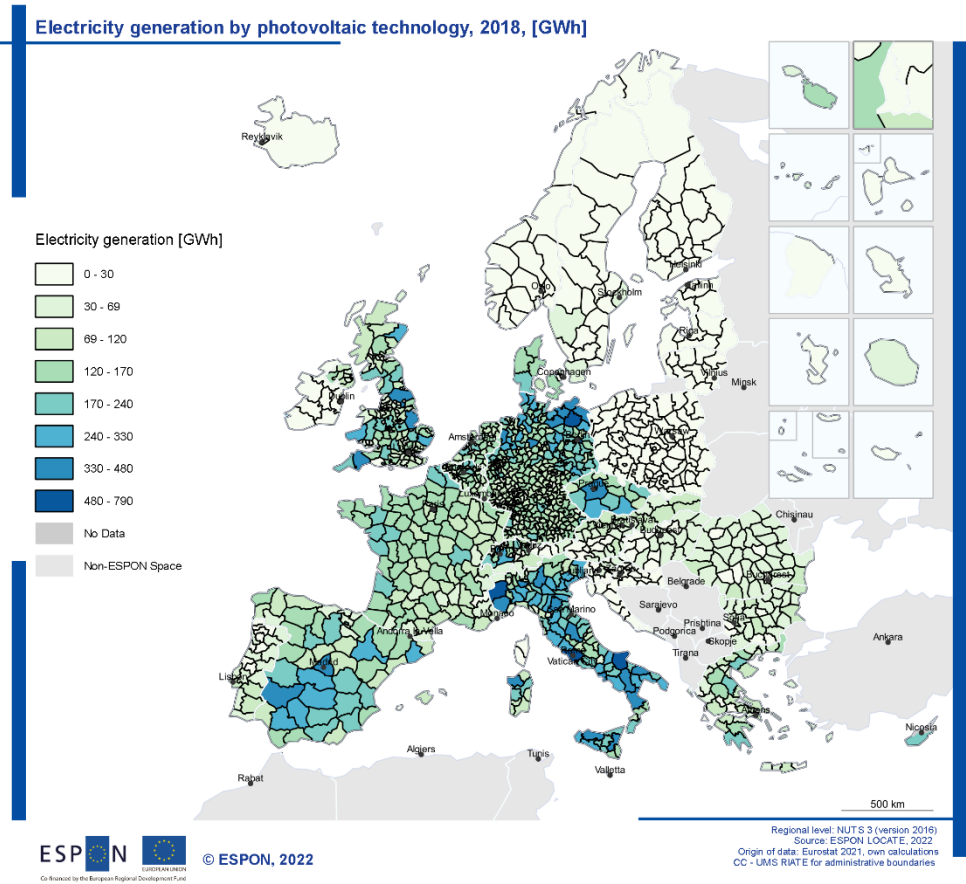 Electricity generation by photovoltaic technology, 2018, [GWh]
Reykjavik
Electricity generation [GWh]
0 - 30
30 - 69
69 - 120
120 - 170
170 - 240
240 - 330
330 - 480
480 - 790
No Data
Non-ESPON Space
Helsinki
Oslo
Stockholm
Tallinn
Riga
Vilnius
Minsk
Copenhagen
Dublin
Amsterdam
Warsaw
Prague
Luxembourg
Paris
Chisinau
Bratislava
Budapest
Ljubljana
Bucharest
Belgrade
San Marino
Monaco
Sarajevo
Andorra la Vella
Prishtina
Sofia
Podgorica
Skopje
Rome
Vatican City
Tirana
Madrid
Ankara
Lisbon
Athens
Nicosia
Algiers
Tunis
Valletta
Rabat
500 km
Regional level: NUTS 3 (version 2016)
Source: ESPON LOCATE, 2022
Origin of data: Eurostat 2021, own calculations
CC - UMS RIATE for administrative boundaries
ESPON
EUROPEAN UNION
Co-financed by the European Regional Development Fund
© ESPON, 2022